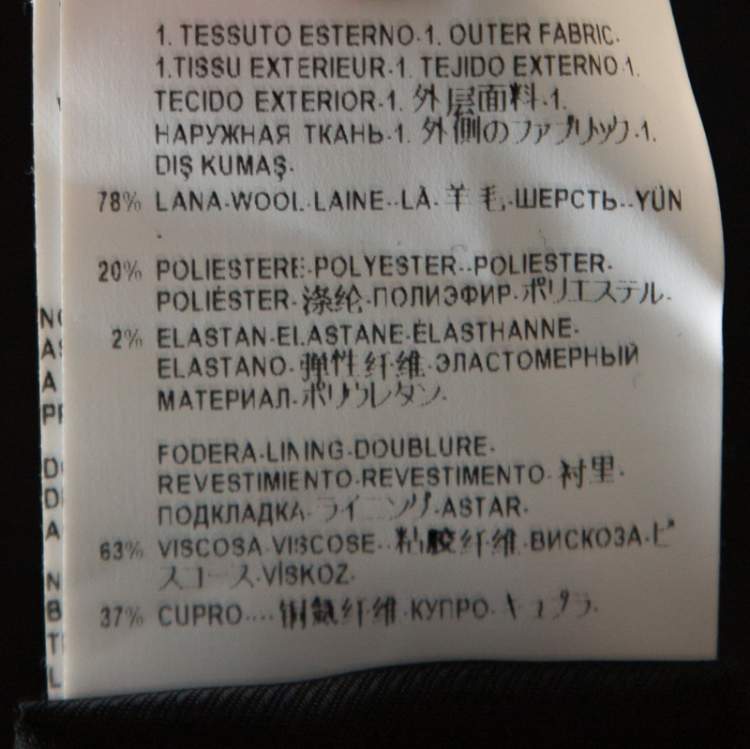 1. TESSUTO ESTERNO·1. OUTER FABRIC·
1.TISSU EXTERIEUR·1. TEJIDO EXTERNO·1.
TECIDO EXTERIOR·1. 外层面料·1.
НАРУЖНАЯ ТКАНЬ·1. 外側のファブリック·1.
DIŞ KUMAŞ·
78% LANA·WOOL·LAINE··LÃ·羊毛·ШЕРСТЬ··YÜN
·
20% POLIESTERE·POLYESTER··POLIESTER·
POLIÉSTER·涤纶·ПОЛИЭФИР·ポリエステル·
2% ELASTAN·ELASTANE·ÉLASTHANNE·
ELASTANO·弹性纤维·ЭЛАСТОМЕРНЫЙ
МАТЕРИАЛ·ポリウレタン·
FODERA·LINING·DOUBLURE·
REVESTIMIENTO·REVESTIMENTO·衬里·
ПОДКЛАДКА·ライニング·ASTAR·
63% VISCOSA·VISCOSE··粘胶纤维·ВИСКОЗА·ビ
スコース·VİSKOZ·
37% CUPRO····铜氨纤维·КУПРО·キュプラ·